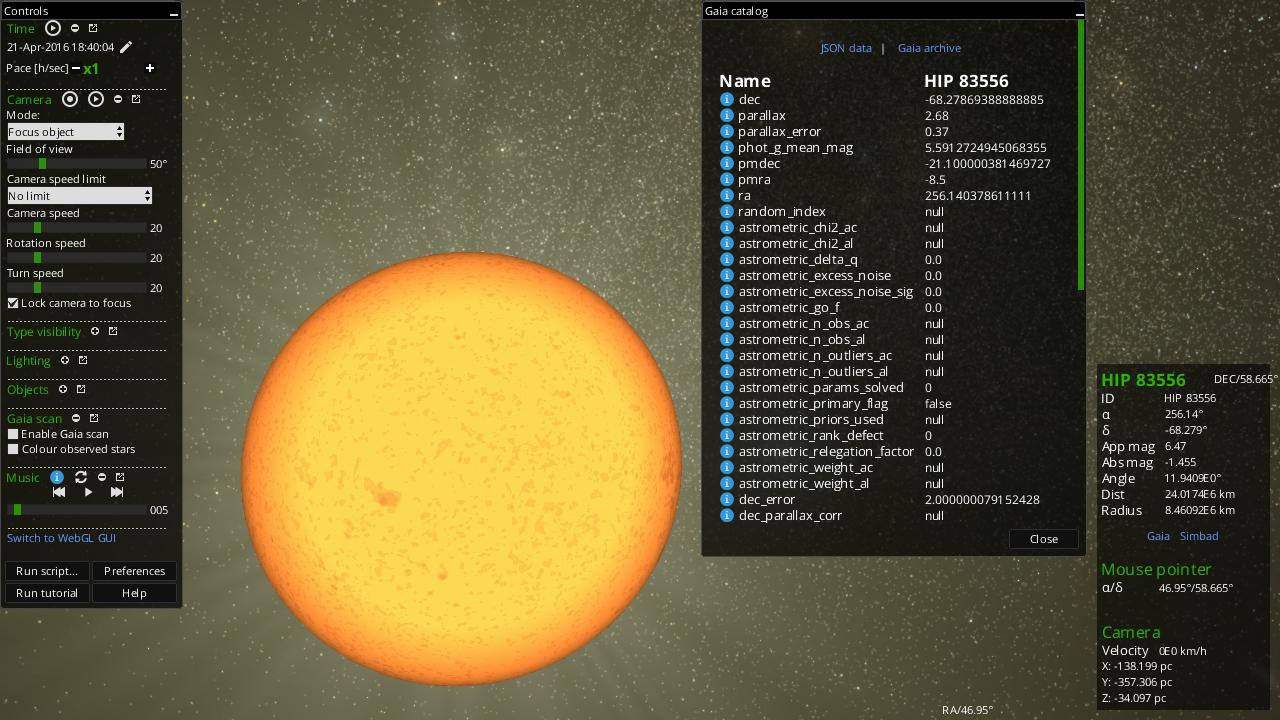 Controls
Time
21-Apr-2016 18:40:04
Pace [h/sec] x1
Camera
Mode:
Focus object
Field of view
50°
Camera speed limit
No limit
Camera speed
20
Rotation speed
20
Turn speed
20
Lock camera to focus
Type visibility
Lighting
Objects
Gaia scan
Enable Gaia scan
Colour observed stars
Music
005
Switch to WebGL GUI
Run script... Preferences
Run tutorial Help
Gaia catalog
JSON data | Gaia archive
Name HIP 83556
dec -68.27869388888885
parallax 2.68
parallax_error 0.37
phot_g_mean_mag 5.5912724945068355
pmdec -21.100000381469727
pmra -8.5
ra 256.140378611111
random_index null
astrometric_chi2_ac null
astrometric_chi2_al null
astrometric_delta_q 0.0
astrometric_excess_noise 0.0
astrometric_excess_noise_sig 0.0
astrometric_go_f 0.0
astrometric_n_obs_ac null
astrometric_n_obs_al null
astrometric_n_outliers_ac null
astrometric_n_outliers_al null
astrometric_params_solved 0
astrometric_primary_flag false
astrometric_priors_used null
astrometric_rank_defect 0
astrometric_relegation_factor 0.0
astrometric_weight_ac null
astrometric_weight_al null
dec_error 2.000000079152428
dec_parallax_corr null
Close
HIP 83556 DEC/58.665°
ID HIP 83556
α 256.14°
δ -68.279°
App mag 6.47
Abs mag -1.455
Angle 11.9409E0°
Dist 24.0174E6 km
Radius 8.46092E6 km
Gaia Simbad
Mouse pointer
α/δ 46.95°/58.665°
Camera
Velocity 0E0 km/h
X: -138.199 pc
Y: -357.306 pc
Z: -34.097 pc
RA/46.95°